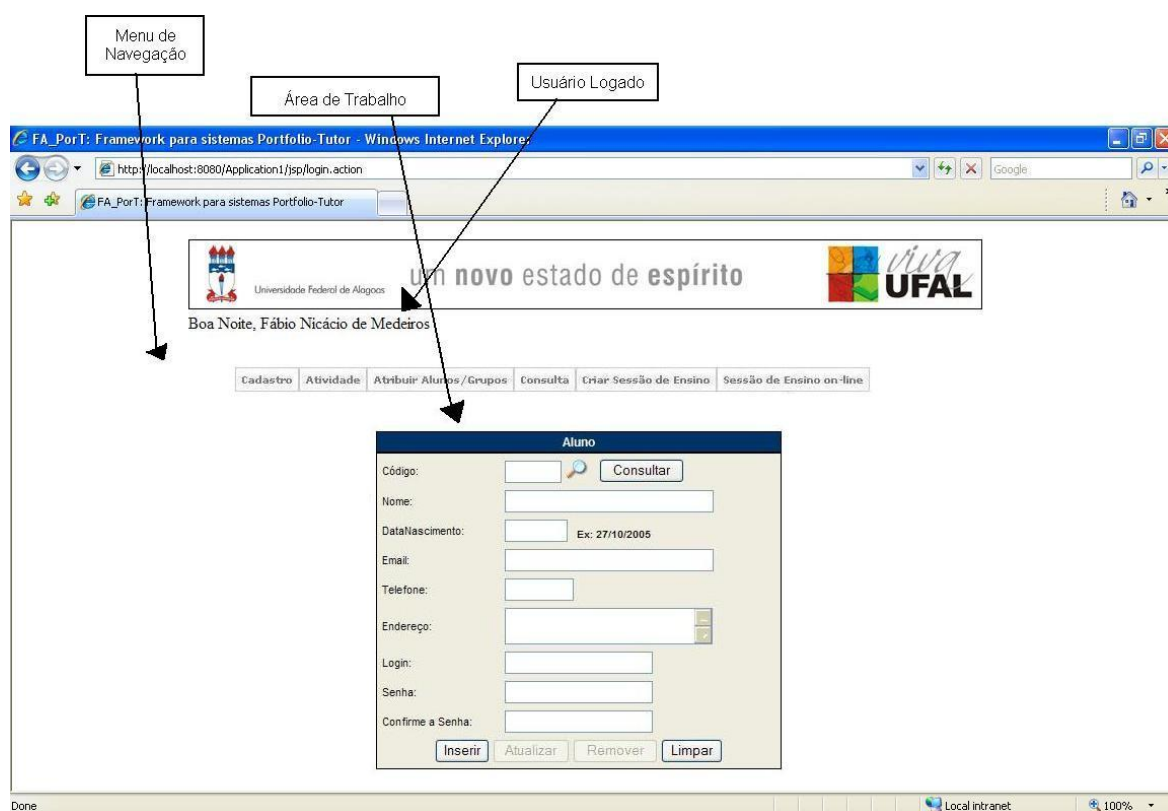 Menu de
Navegação
Usuário Logado
Área de Trabalho
FA_PorT: Framework para sistemas Portfolio-Tutor - Windows Internet Explorer
http://localhost:8080/Application1/jsp/login.action
Google
FA_PorT: Framework para sistemas Portfolio-Tutor
Universidade Federal de Alagoas
um novo estado de espírito
viva
UFAL
Boa Noite, Fábio Nicácio de Medeiros
Cadastro Atividade Atribuir Alunos/Grupos Consulta Criar Sessão de Ensino Sessão de Ensino on-line
Aluno
Código: Consultar
Nome:
DataNascimento: Ex: 27/10/2005
Email:
Telefone:
Endereço:
Login:
Senha:
Confirme a Senha:
Inserir Atualizar Remover Limpar
Done Local intranet 100%